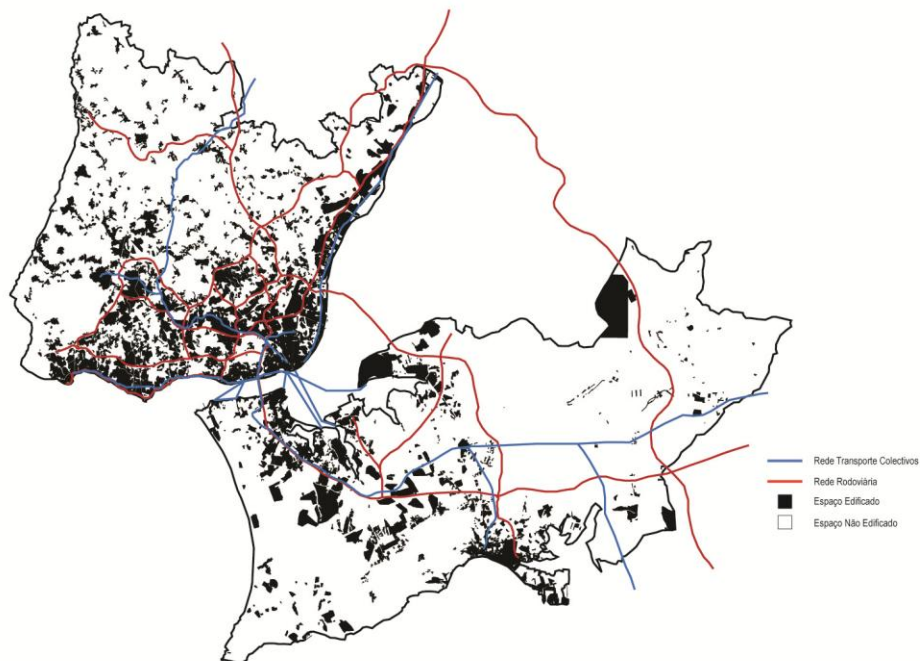 Rede Transporte Colectivos
Rede Rodoviária
Espaço Edificado
Espaço Não Edificado